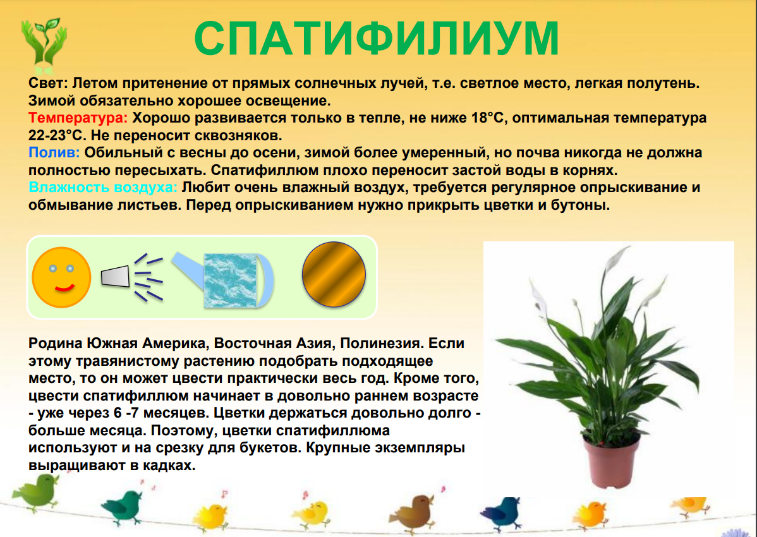 СПАТИФИЛИУМ
Свет: Летом притенение от прямых солнечных лучей, т.е. светлое место, легкая полутень.
Зимой обязательно хорошее освещение.
Температура: Хорошо развивается только в тепле, не ниже 18°С, оптимальная температура
22-23°С. Не переносит сквозняков.
Полив: Обильный с весны до осени, зимой более умеренный, но почва никогда не должна
полностью пересыхать. Спатифиллюм плохо переносит застой воды в корнях.
Влажность воздуха: Любит очень влажный воздух, требуется регулярное опрыскивание и
обмывание листьев. Перед опрыскиванием нужно прикрыть цветки и бутоны.
Родина Южная Америка, Восточная Азия, Полинезия. Если
этому травянистому растению подобрать подходящее
место, то он может цвести практически весь год. Кроме того,
цвести спатифиллюм начинает в довольно раннем возрасте
- уже через 6 -7 месяцев. Цветки держаться довольно долго -
больше месяца. Поэтому, цветки спатифиллюма
используют и на срезку для букетов. Крупные экземпляры
выращивают в кадках.